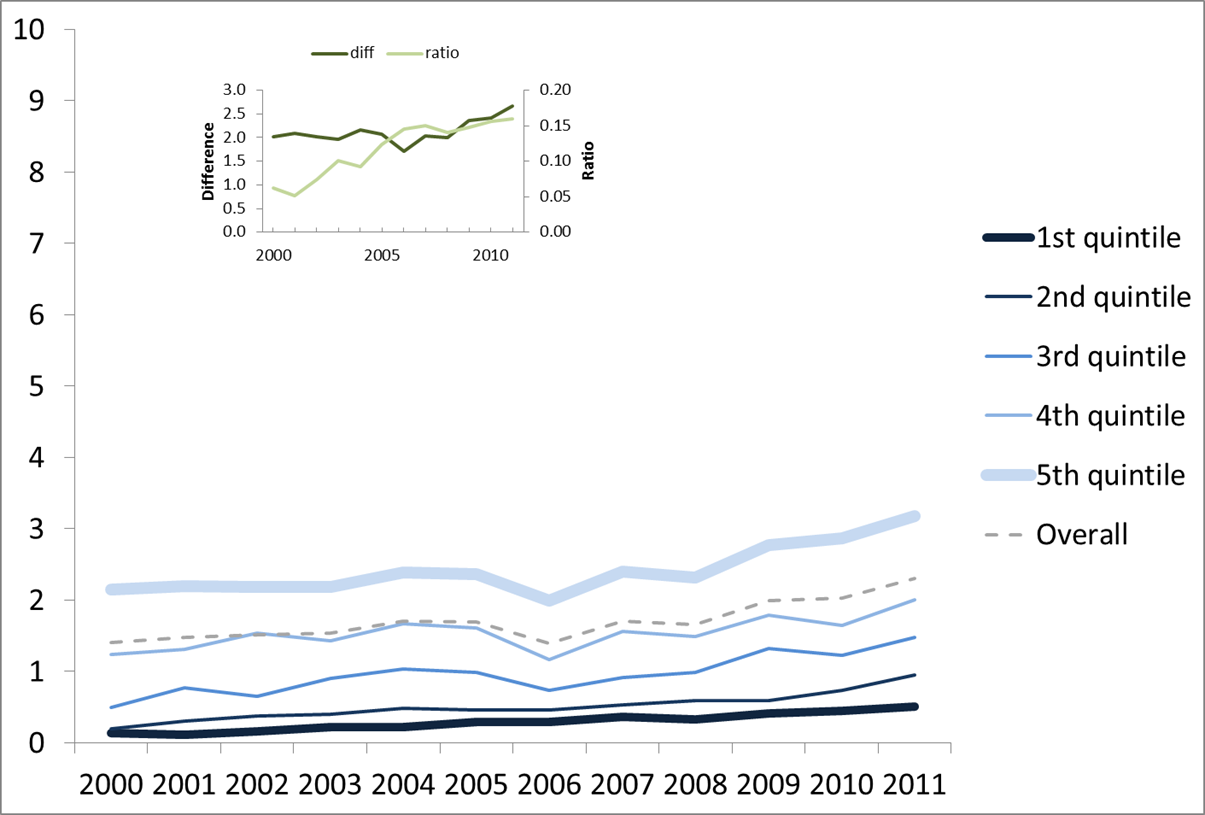 10
9
8
7
6
5
4
3
2
1
0
2000 2001 2002 2003 2004 2005 2006 2007 2008 2009 2010 2011
diff ratio
Difference
3.0
2.5
2.0
1.5
1.0
0.5
0.0
0.20
0.15
0.10
0.05
0.00
Ratio
2000 2005 2010
1st quintile
2nd quintile
3rd quintile
4th quintile
5th quintile
Overall